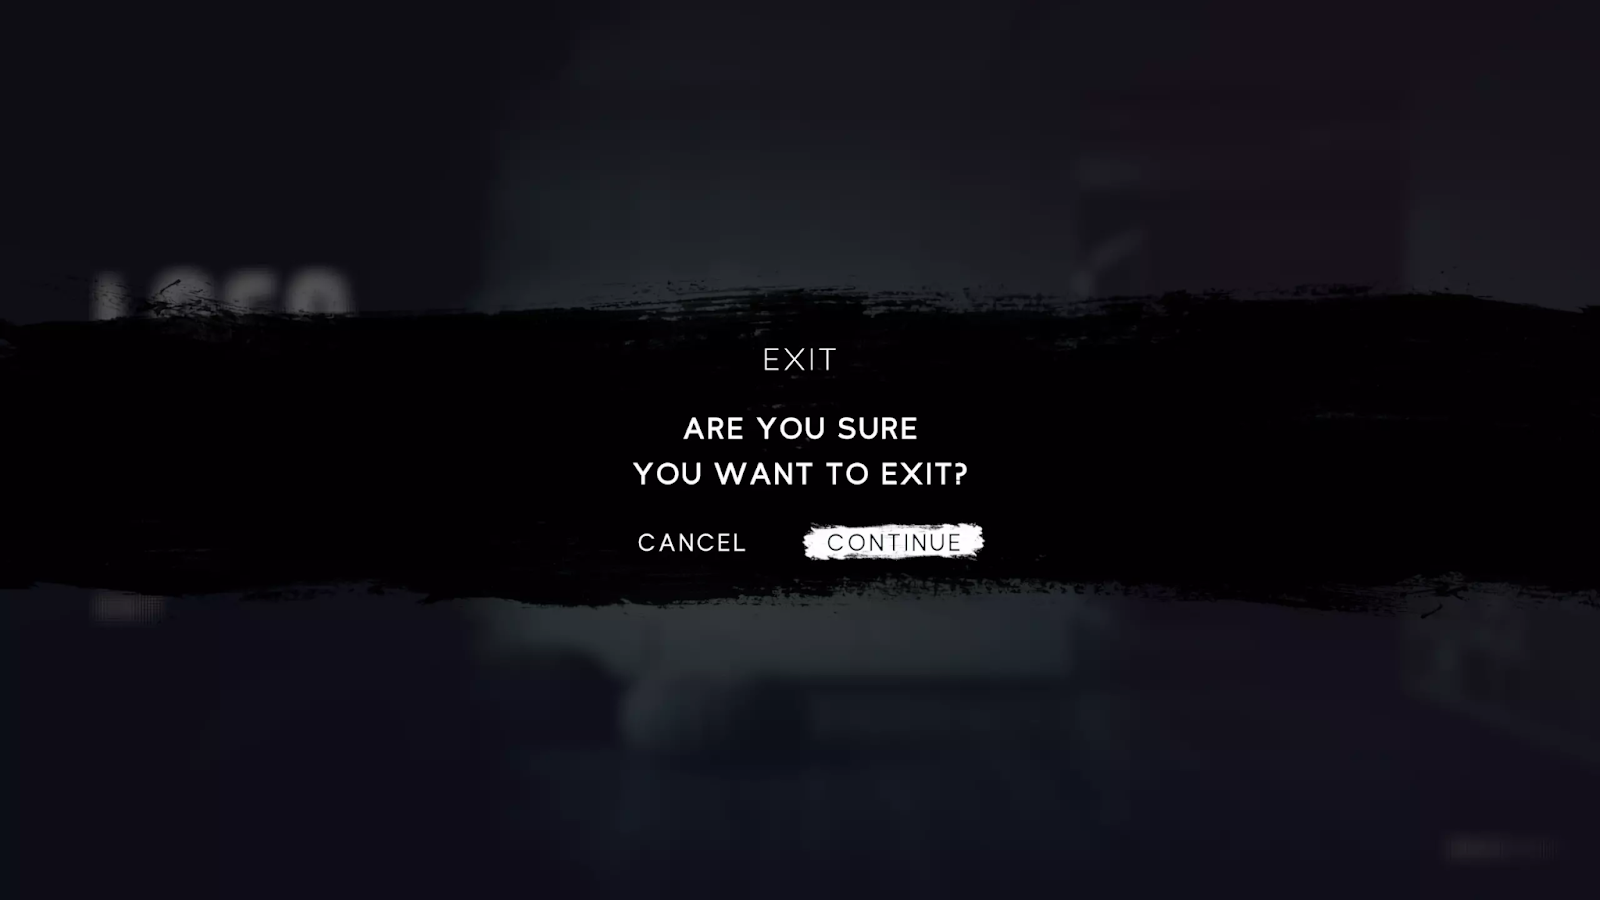 EXIT
ARE YOU SURE
YOU WANT TO EXIT?
CANCEL
CONTINUE